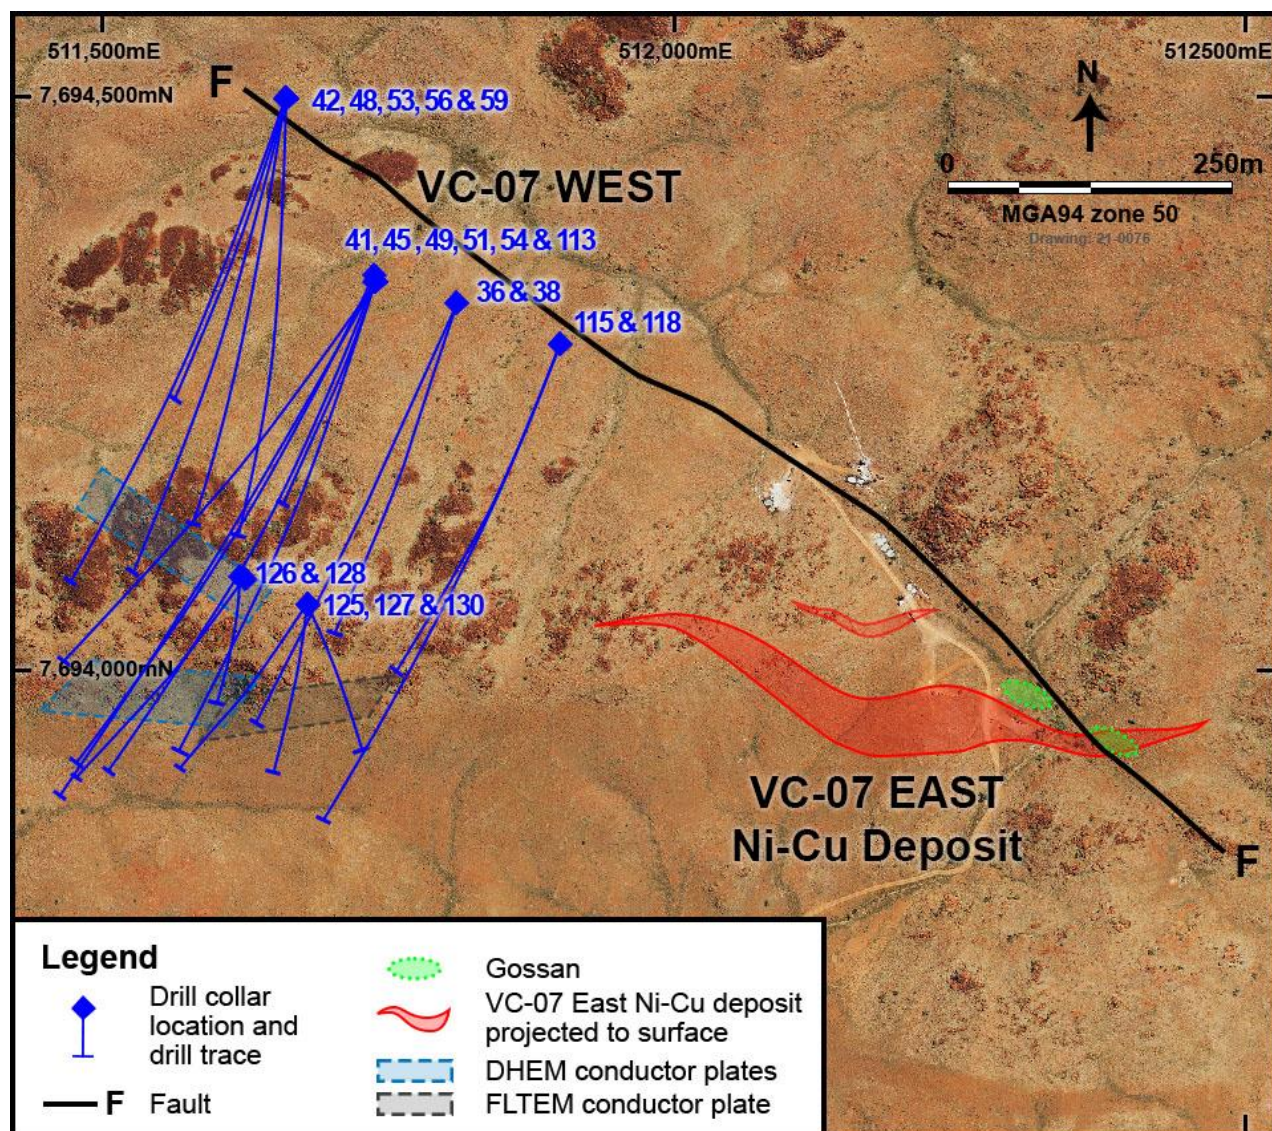 511,500mE
512,000mE
512500mE
F
7,694,500mN
42, 48, 53, 56 & 59
N
0
250m
MGA94 zone 50
Drawing: 21-0076
VC-07 WEST
41, 45 , 49, 51, 54 & 113
36 & 38
115 & 118
126 & 128
125, 127 & 130
7,694,000mN
VC-07 EAST
Ni-Cu Deposit
F
Legend
Drill collar
location and
drill trace
F Fault
Gossan
VC-07 East Ni-Cu deposit
projected to surface
DHEM conductor plates
FLTEM conductor plate